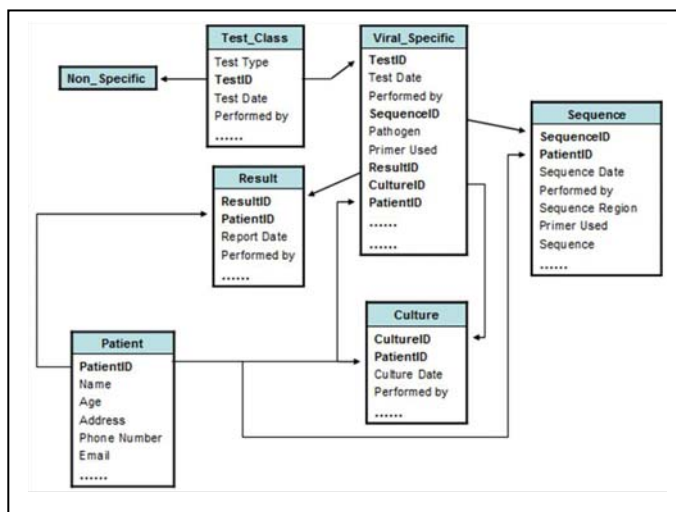 Test_Class
Test Type
TestID
Test Date
Performed by
......
Viral_Specific
TestID
Test Date
Performed by
SequenceID
Pathogen
Primer Used
ResultID
CultureID
PatientID
......
......
Non_Specific
Sequence
SequenceID
PatientID
Sequence Date
Performed by
Sequence Region
Primer Used
Sequence
......
Result
ResultID
PatientID
Report Date
Performed by
......
Culture
CultureID
PatientID
Culture Date
Performed by
......
Patient
PatientID
Name
Age
Address
Phone Number
Email
......